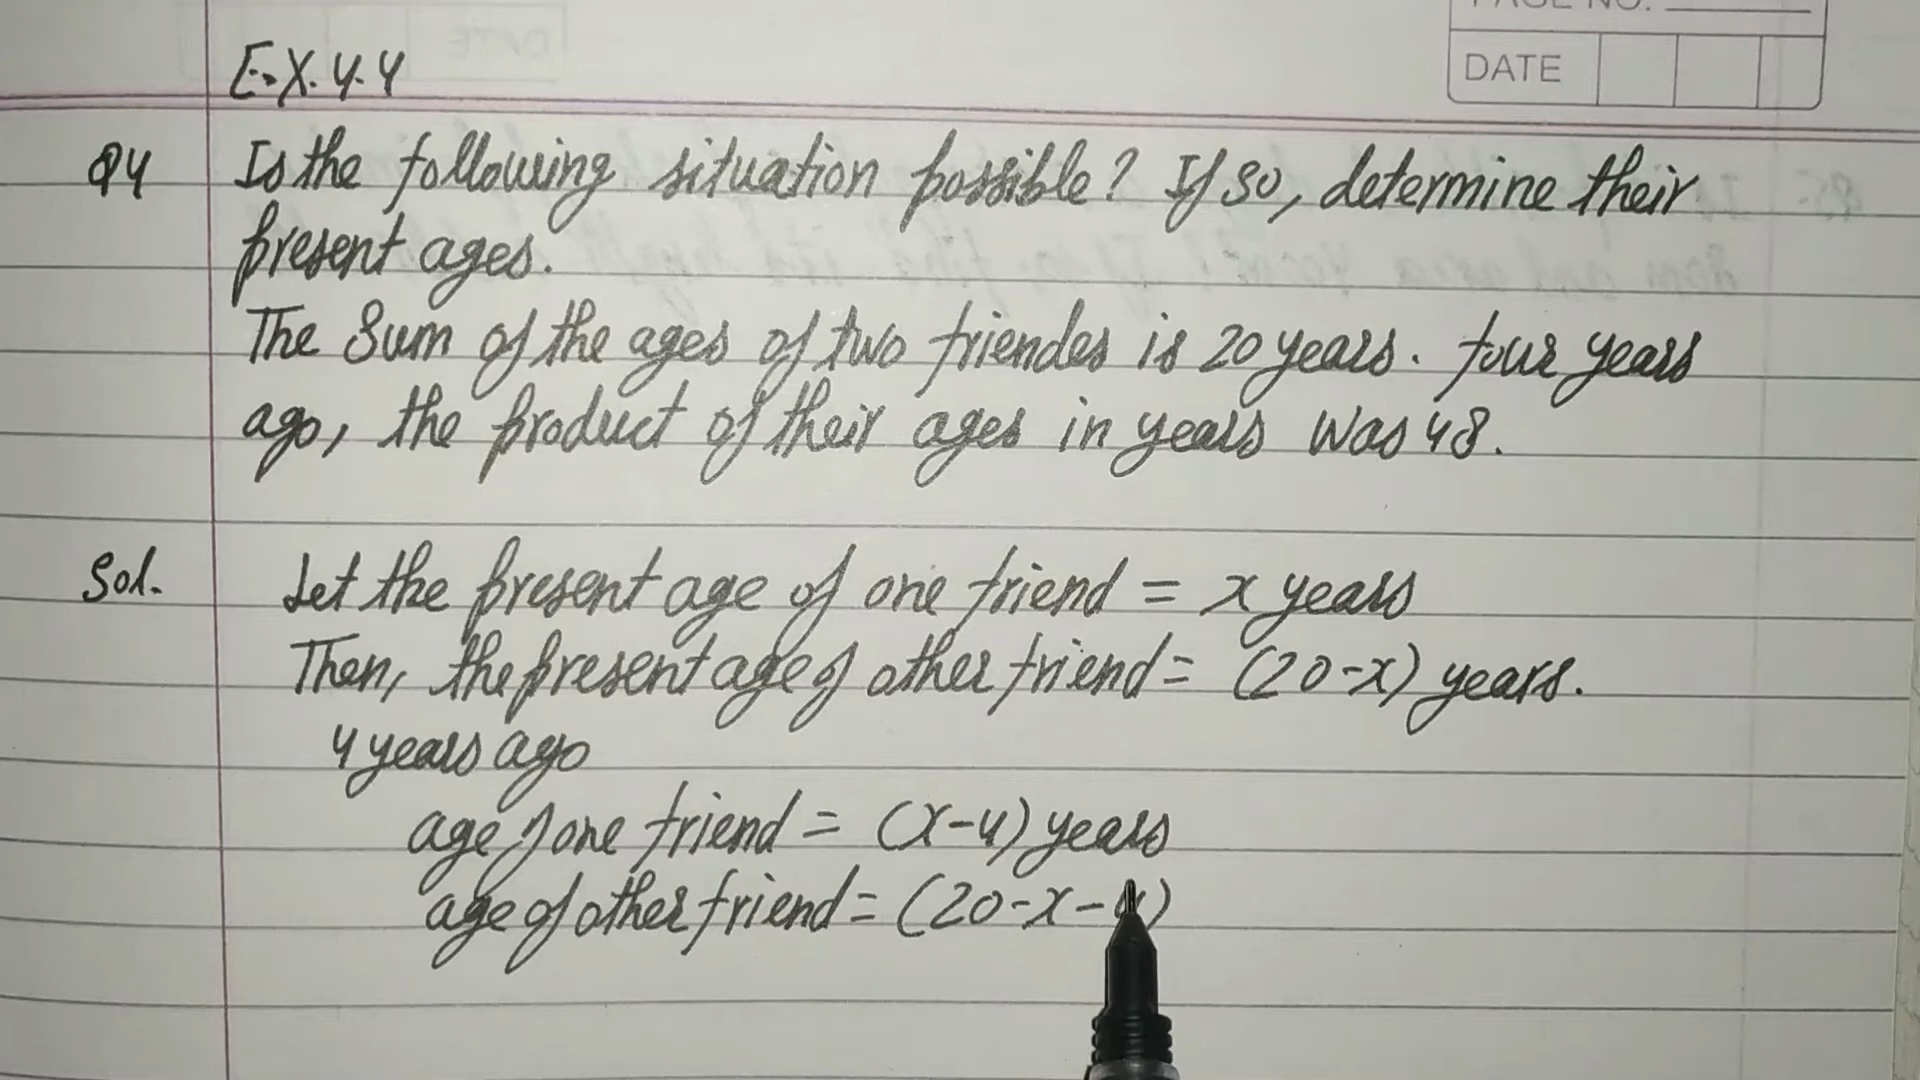 PAGE NO.
DATE
Ex. 4.4
Q4 Is the following situation possible? If so, determine their
present ages.
The Sum of the ages of two friendes is 20 years. four years
ago, the product of their ages in years was 48.
Sol. Let the present age of one friend = x years
Then, the present age of other friend = (20-x) years.
4 years ago
age of one friend = (x-4) years
age of other friend = (20-x-4)